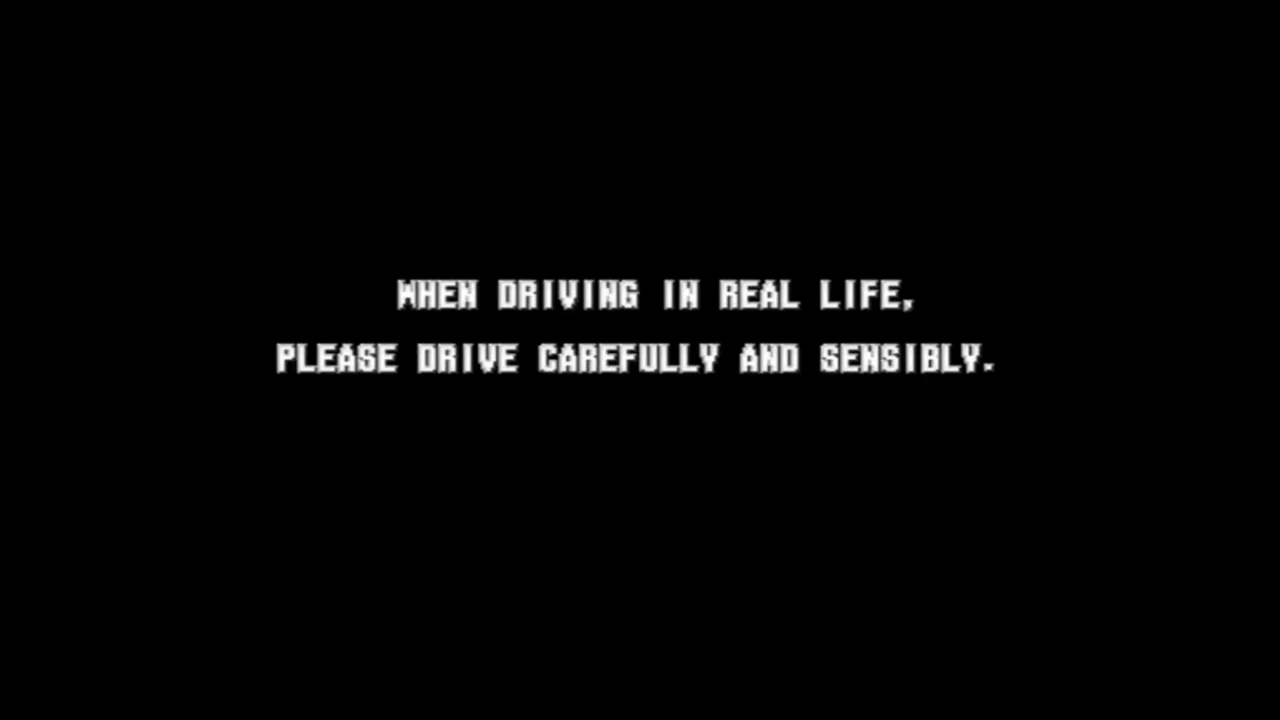 WHEN DRIVING IN REAL LIFE,
PLEASE DRIVE CAREFULLY AND SENSIBLY.